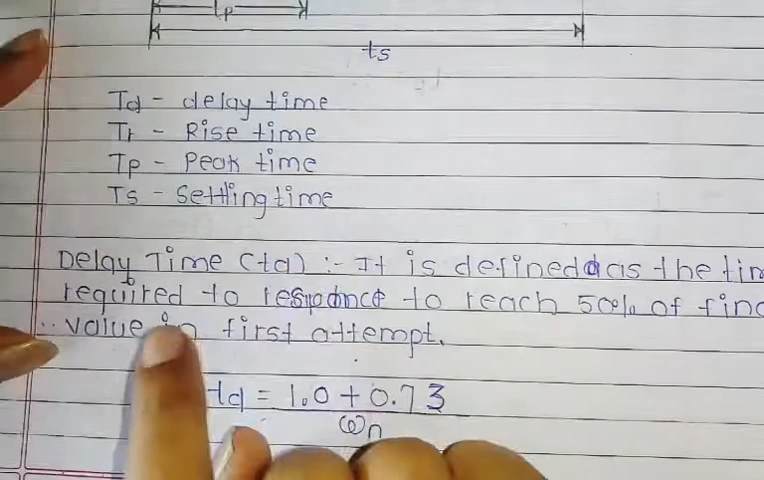 tp
ts
Td - delay time
Tr - Rise time
Tp - Peak time
Ts - Settling time
Delay Time (td) :- It is defined as the
required to responce to reach 50% of
value in first attempt.
td = 1.0 + 0.73
ωn